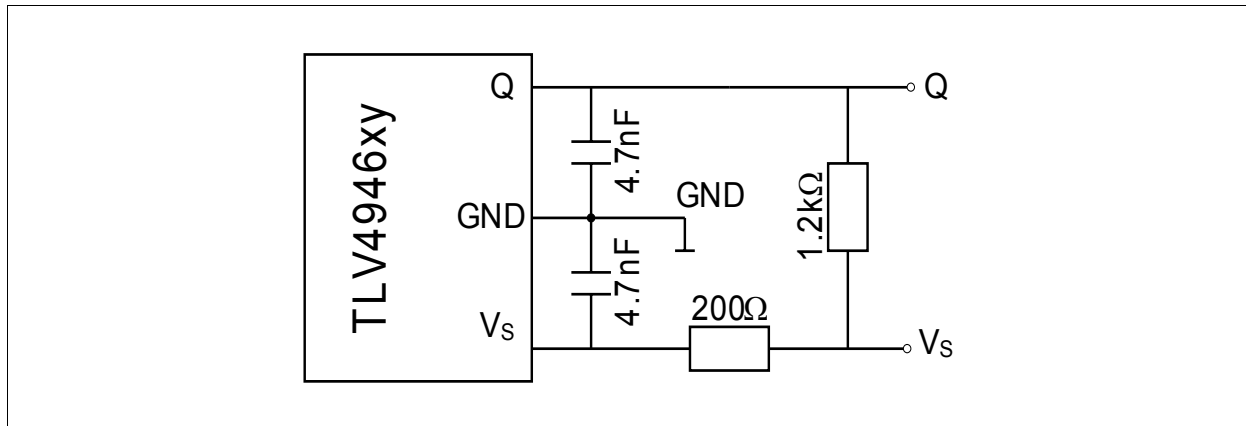 TLV4946xy
Q
GND
VS
4.7nF
4.7nF
GND
200Ω
1.2kΩ
Q
VS